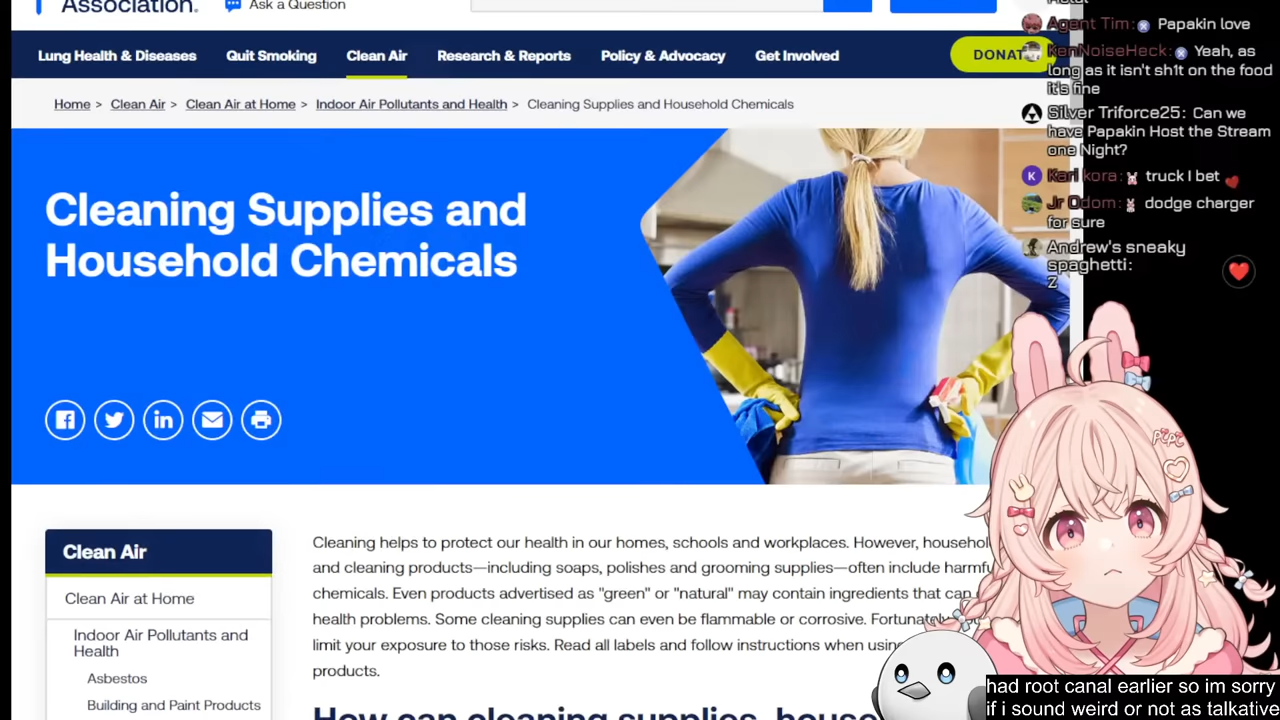 Association.
Ask a Question
Lung Health & Diseases Quit Smoking Clean Air Research & Reports Policy & Advocacy Get Involved
DONAT
Home > Clean Air > Clean Air at Home > Indoor Air Pollutants and Health > Cleaning Supplies and Household Chemicals
Cleaning Supplies and
Household Chemicals
Clean Air
Clean Air at Home
Indoor Air Pollutants and
Health
Asbestos
Building and Paint Products
Cleaning helps to protect our health in our homes, schools and workplaces. However, househol
and cleaning products—including soaps, polishes and grooming supplies—often include harmfu
chemicals. Even products advertised as "green" or "natural" may contain ingredients that can
health problems. Some cleaning supplies can even be flammable or corrosive. Fortunately
limit your exposure to those risks. Read all labels and follow instructions when using
products.
How can cleaning supplies, house
Agent Tim: Papakin love
KenNoiseHeck: Yeah, as
long as it isn't sh1t on the food
it's fine
Silver Triforce25: Can we
have Papakin Host the Stream
one Night?
Karl kora: truck I bet
Jr Odom: dodge charger
for sure
Andrew's sneaky
spaghetti:
Z
PiPi
had root canal earlier so im sorry
if i sound weird or not as talkative